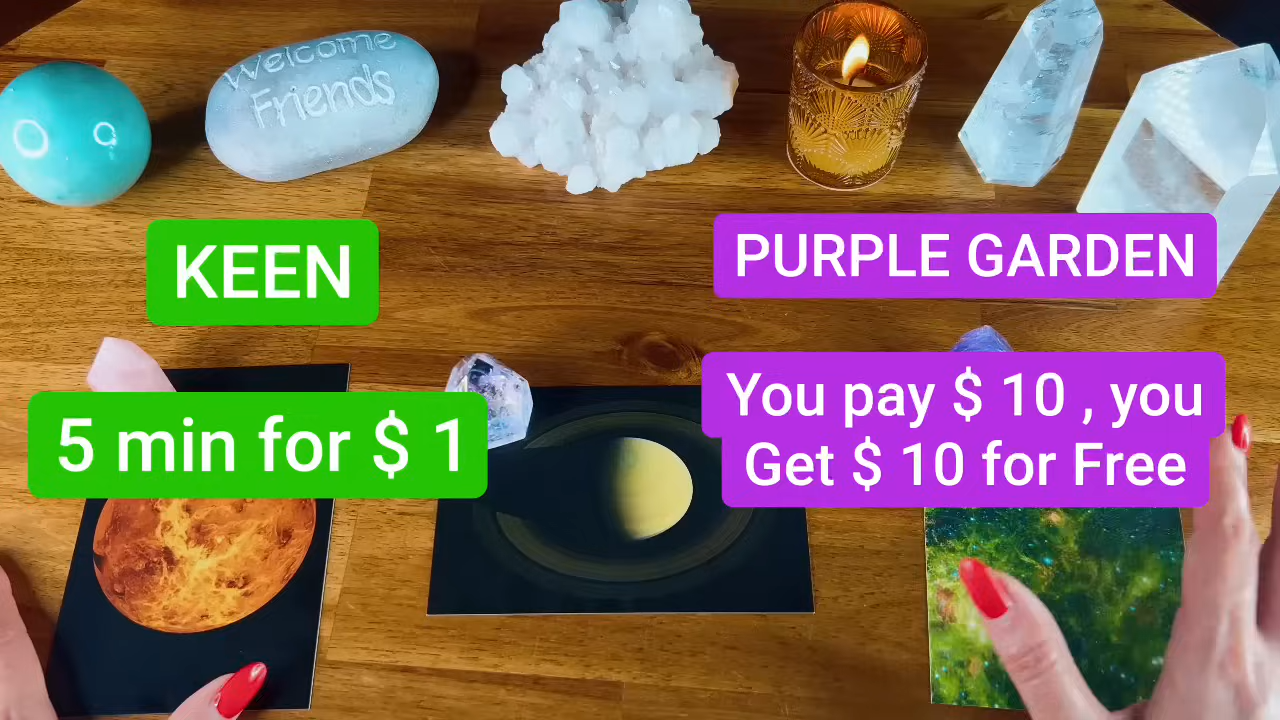 Welcome
Friends
KEEN
PURPLE GARDEN
5 min for $ 1
You pay $ 10 , you
Get $ 10 for Free